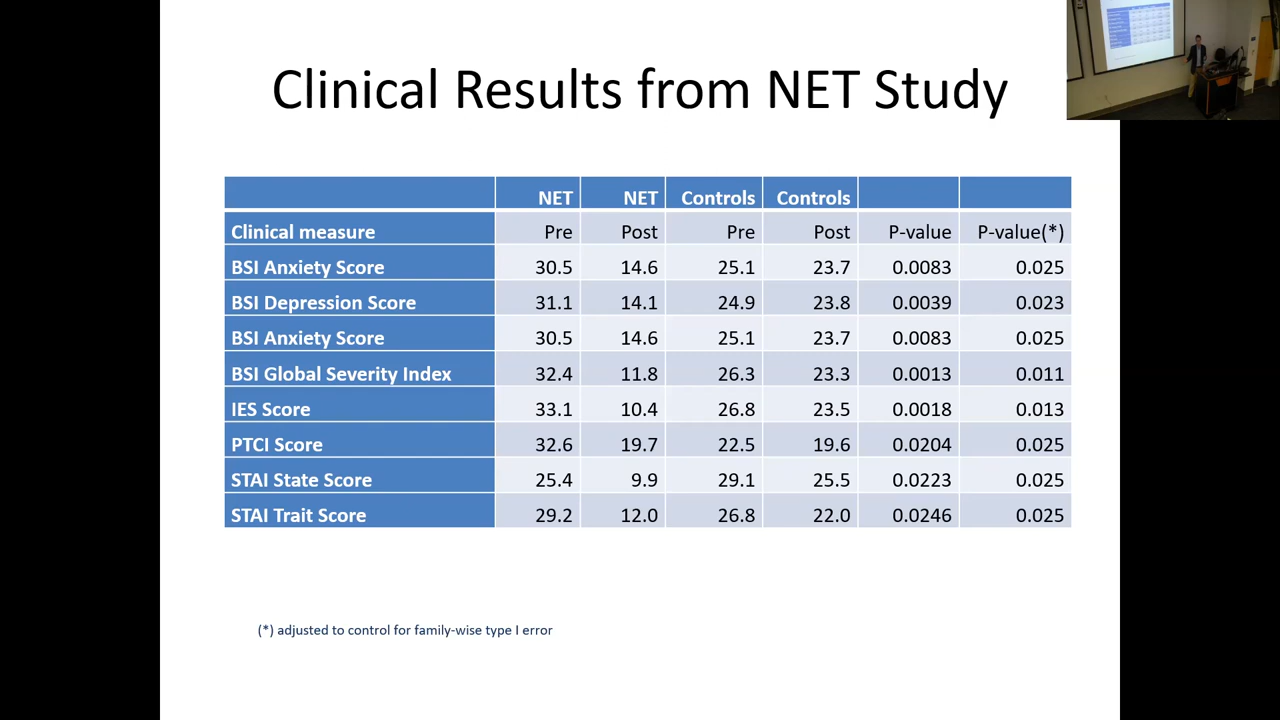 Clinical Results from NET Study
NET NET Controls Controls
Clinical measure Pre Post Pre Post P-value P-value(*)
BSI Anxiety Score 30.5 14.6 25.1 23.7 0.0083 0.025
BSI Depression Score 31.1 14.1 24.9 23.8 0.0039 0.023
BSI Anxiety Score 30.5 14.6 25.1 23.7 0.0083 0.025
BSI Global Severity Index 32.4 11.8 26.3 23.3 0.0013 0.011
IES Score 33.1 10.4 26.8 23.5 0.0018 0.013
PTCI Score 32.6 19.7 22.5 19.6 0.0204 0.025
STAI State Score 25.4 9.9 29.1 25.5 0.0223 0.025
STAI Trait Score 29.2 12.0 26.8 22.0 0.0246 0.025
(*) adjusted to control for family-wise type I error